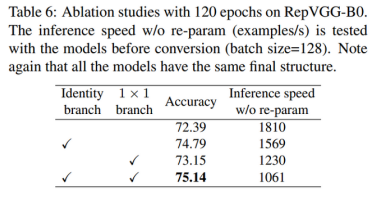 Table 6: Ablation studies with 120 epochs on RepVGG-B0.
The inference speed w/o re-param (examples/s) is tested
with the models before conversion (batch size=128). Note
again that all the models have the same final structure.
Identity branch 1 × 1 branch Accuracy Inference speed w/o re-param
72.39 1810
✓ 74.79 1569
✓ 73.15 1230
✓ ✓ 75.14 1061